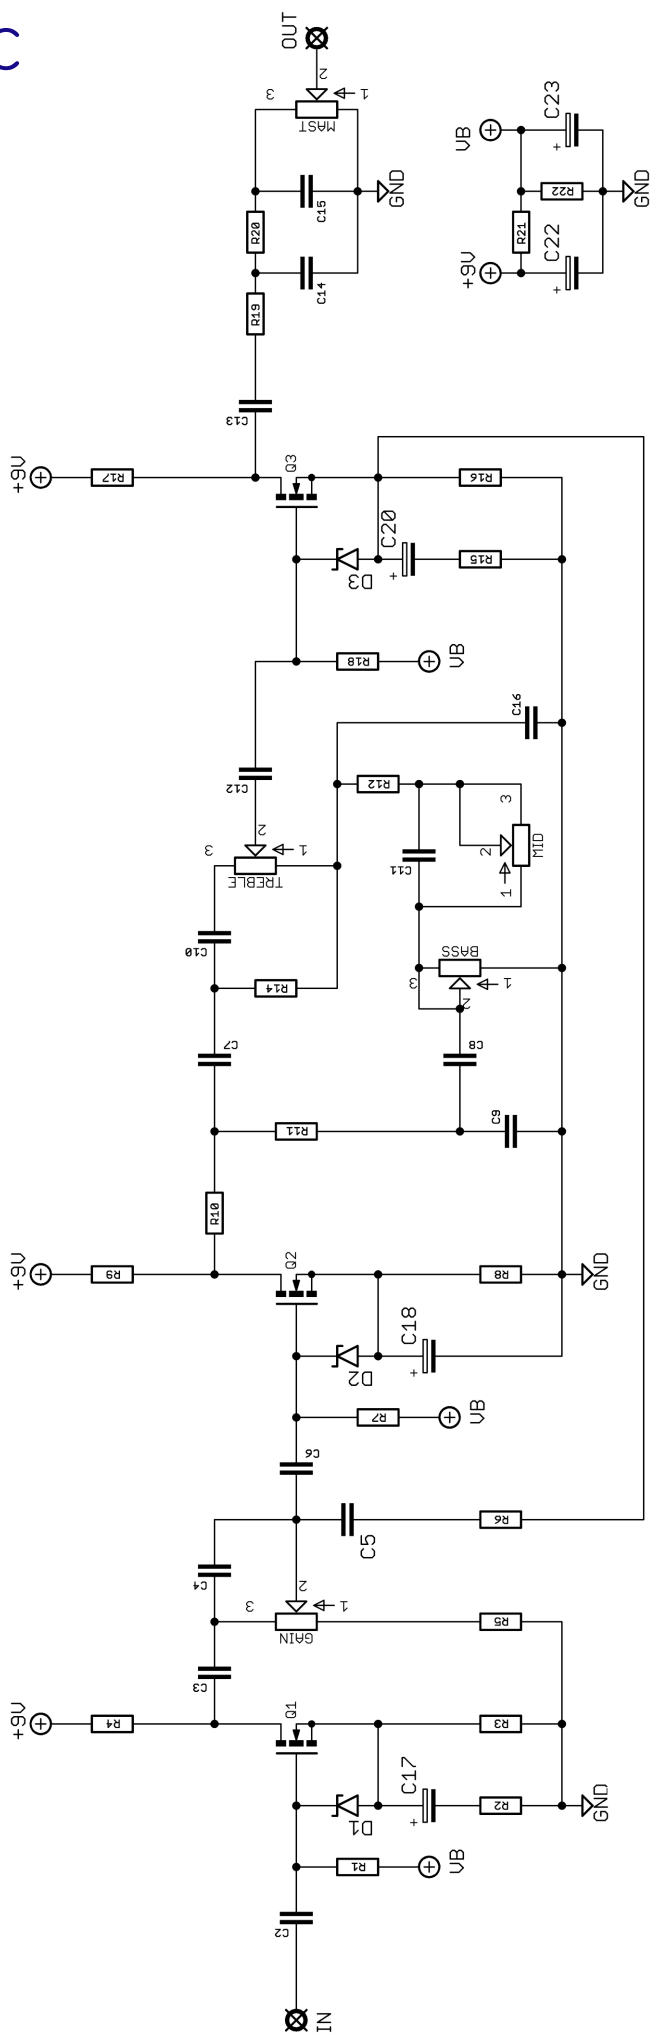 OUT
2
3
1
MAST
C23
VB
GND
C15
R20
R22
R21
C22
+9V
GND
C14
R19
C13
+9V
R17
Q3
R16
C20
+
D3
R15
R18
VB
C16
C12
R12
2
3
1
TREBLE
3
2
1
MID
C11
C10
BASS
R14
3
1
2
C7
C8
C9
R11
R10
+9V
R9
Q2
R8
GND
C18
+
D2
R7
VB
C6
C5
R6
C4
2
3
1
GAIN
R5
C3
+9V
R4
Q1
R3
C17
+
D1
R2
GND
R1
VB
C2
IN